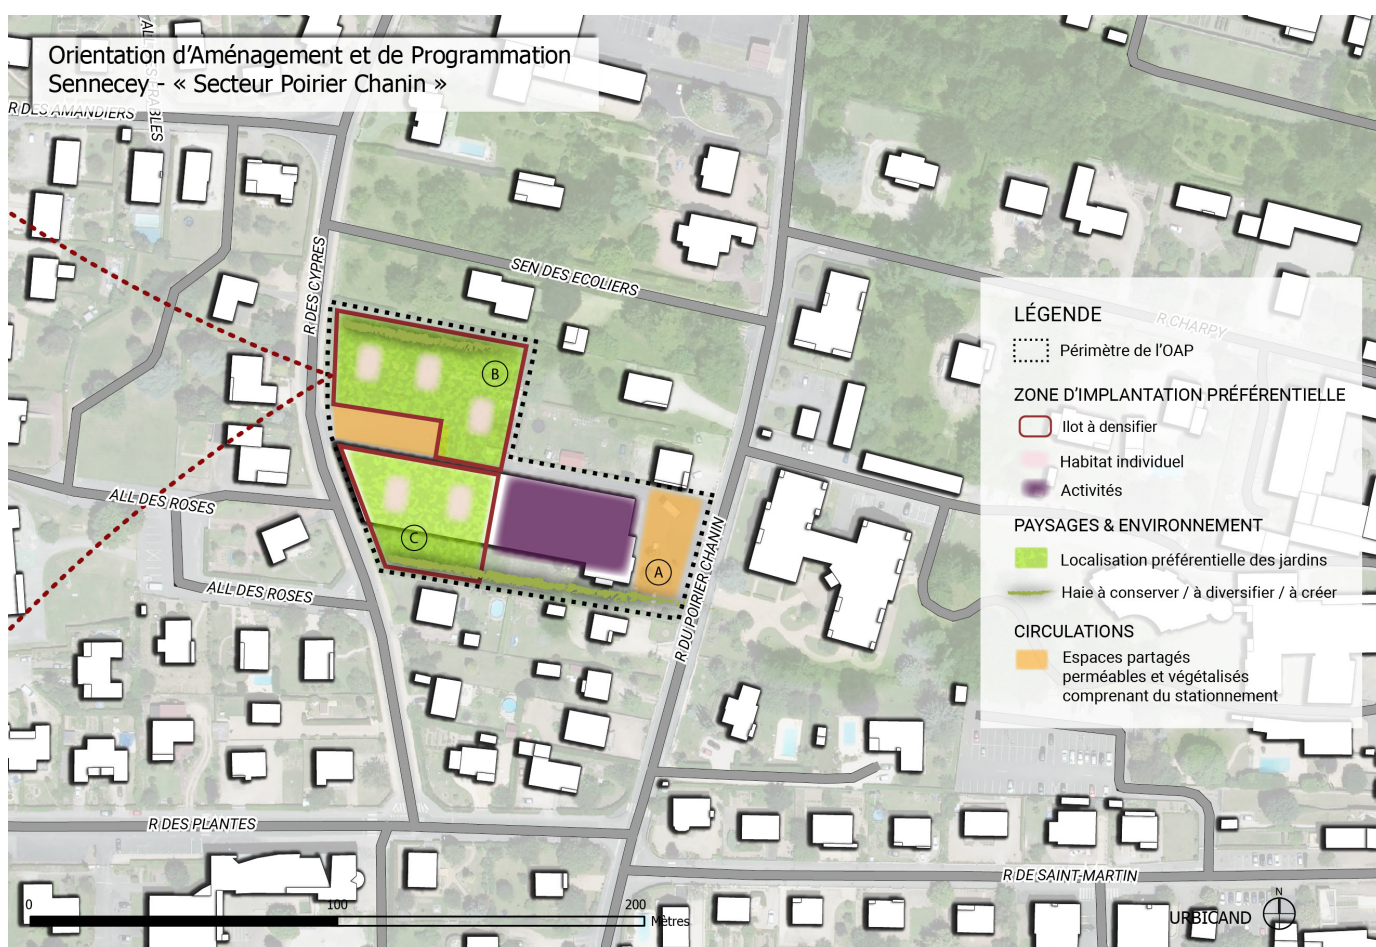 Orientation d’Aménagement et de Programmation
Sennecey - « Secteur Poirier Chanin »
R DES AMANDIERS
R DES CYPRES
SEN DES ECOLIERS
R CHARPY
B
C
A
ALL DES ROSES
ALL DES ROSES
R DU POIRIER CHANIN
R DES PLANTES
R DE SAINT-MARTIN
LÉGENDE
Périmètre de l’OAP
ZONE D’IMPLANTATION PRÉFÉRENTIELLE
Ilot à densifier
Habitat individuel
Activités
PAYSAGES & ENVIRONNEMENT
Localisation préférentielle des jardins
Haie à conserver / à diversifier / à créer
CIRCULATIONS
Espaces partagés
perméables et végétalisés
comprenant du stationnement
0 100 200
Mètres
URBICAND
N